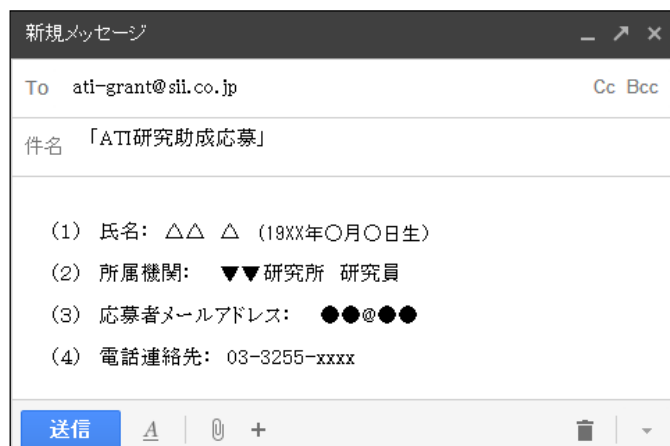 新規メッセージ
To ati-grant@sii.co.jp Cc Bcc
件名 「ATI研究助成応募」
(1) 氏名: △△ △ (19XX年○月○日生)
(2) 所属機関: ▼▼研究所 研究員
(3) 応募者メールアドレス: ●●@●●
(4) 電話連絡先: 03-3255-xxxx
送信 A